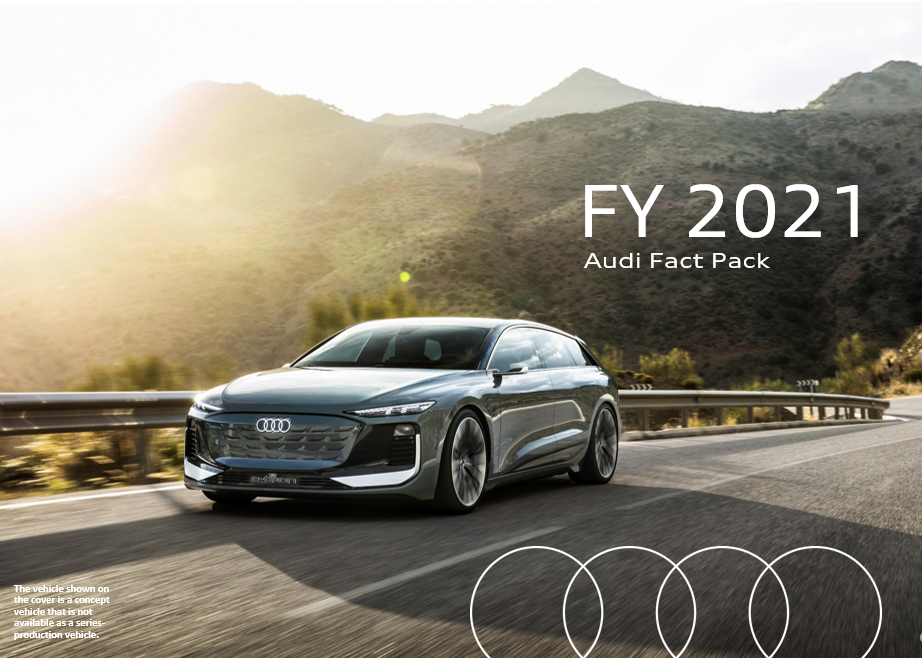 FY 2021
Audi Fact Pack
The vehicle shown on
the cover is a concept
vehicle that is not
available as a series-
production vehicle.